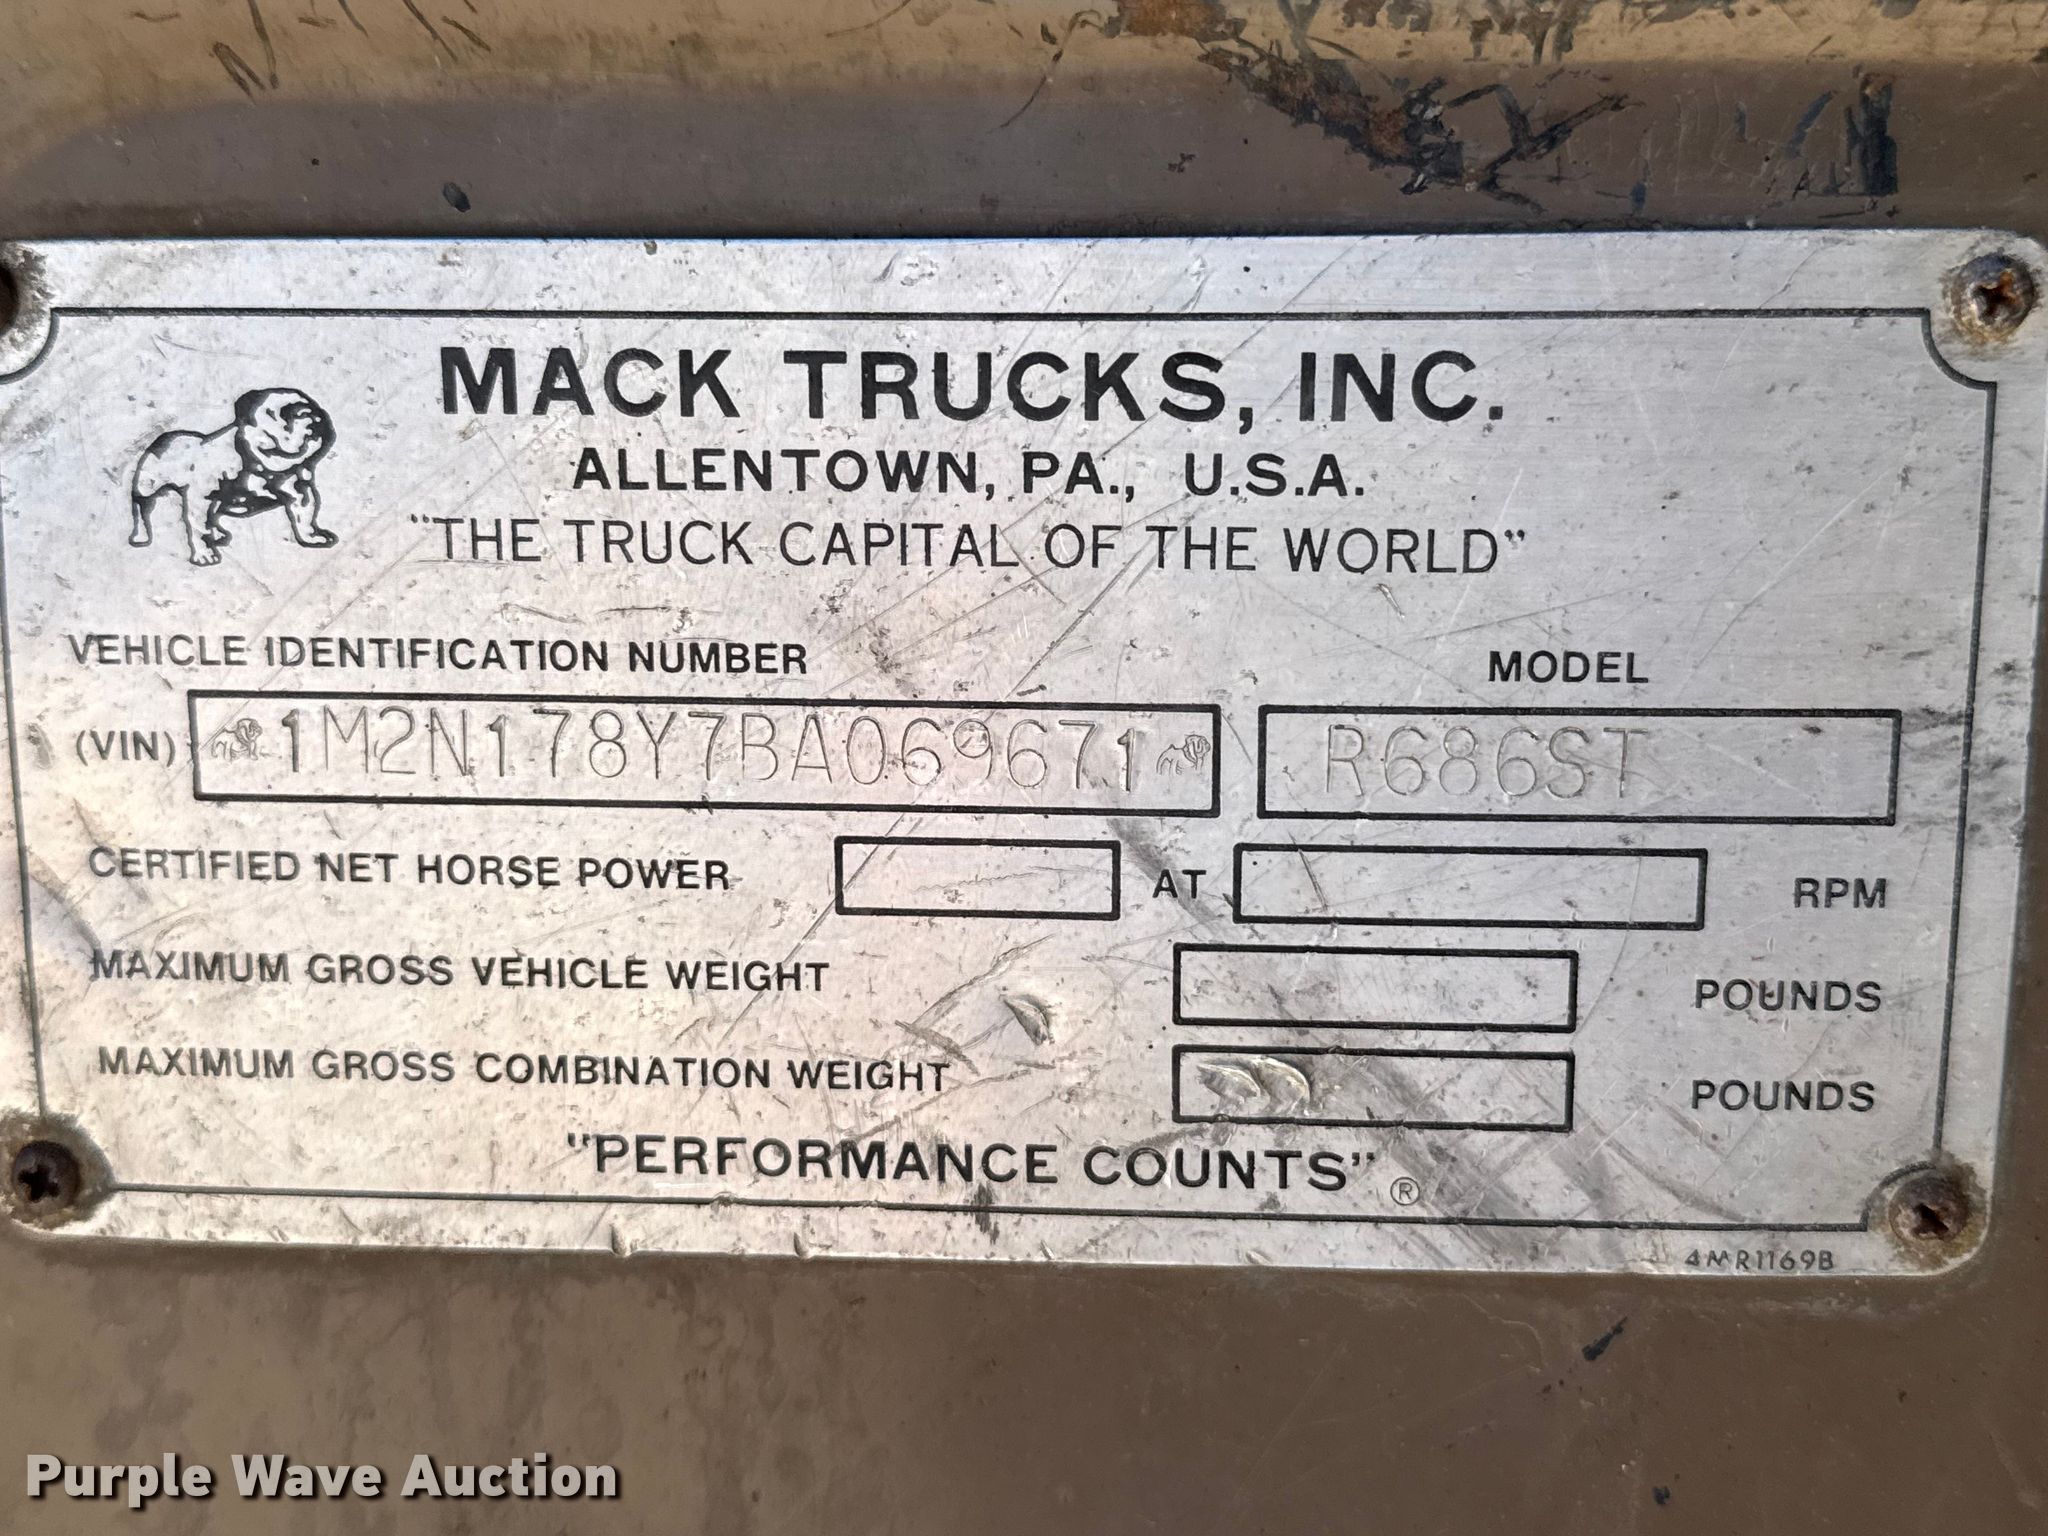 MACK TRUCKS, INC.
ALLENTOWN, PA., U.S.A.
"THE TRUCK CAPITAL OF THE WORLD"
VEHICLE IDENTIFICATION NUMBER MODEL
(VIN) 1M2N178Y7BA069671 R686ST
CERTIFIED NET HORSE POWER AT RPM
MAXIMUM GROSS VEHICLE WEIGHT POUNDS
MAXIMUM GROSS COMBINATION WEIGHT POUNDS
"PERFORMANCE COUNTS" ®
4MR1169B
Purple Wave Auction